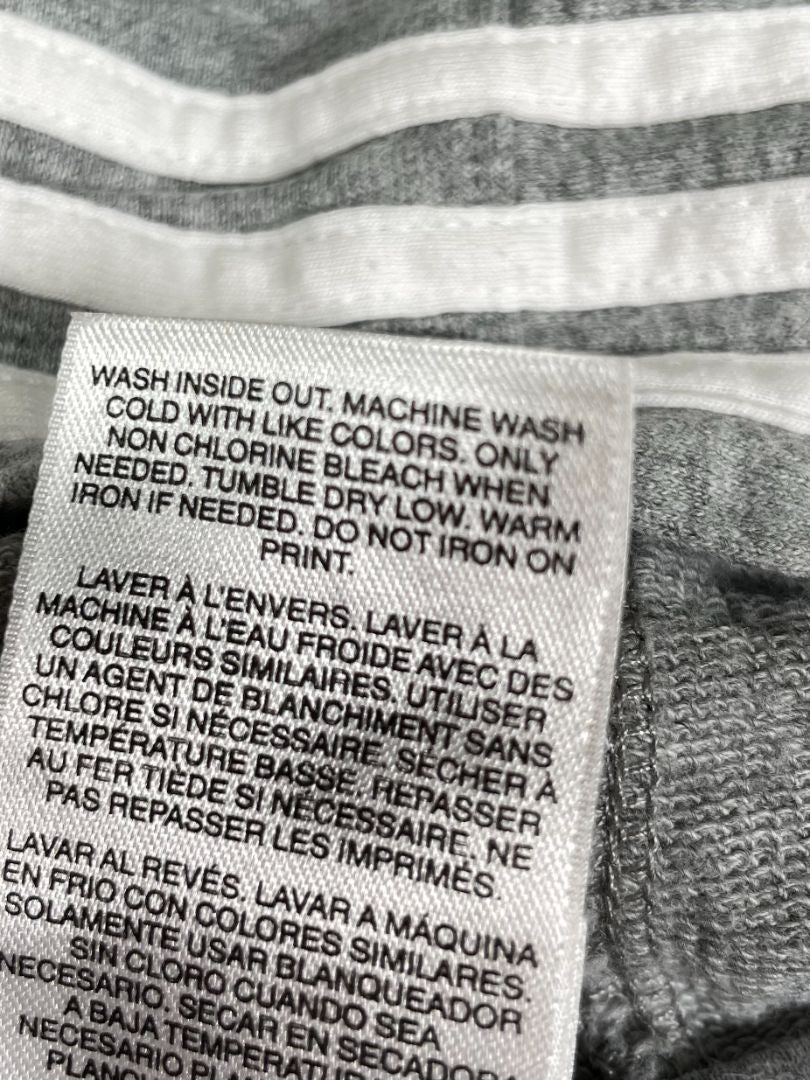 WASH INSIDE OUT. MACHINE WASH
COLD WITH LIKE COLORS. ONLY
NON CHLORINE BLEACH WHEN
NEEDED. TUMBLE DRY LOW. WARM
IRON IF NEEDED. DO NOT IRON ON
PRINT.
LAVER À L'ENVERS. LAVER À LA
MACHINE À L'EAU FROIDE AVEC DES
COULEURS SIMILAIRES. UTILISER
UN AGENT DE BLANCHIMENT SANS
CHLORE SI NÉCESSAIRE. SÉCHER À
TEMPÉRATURE BASSE. REPASSER
AU FER TIÈDE SI NÉCESSAIRE. NE
PAS REPASSER LES IMPRIMÉS.
LAVAR AL REVÉS. LAVAR A MÁQUINA
EN FRIO CON COLORES SIMILARES.
SOLAMENTE USAR BLANQUEADOR
SIN CLORO CUANDO SEA
NECESARIO. SECAR EN SECADORA
A BAJA TEMPERATURA
NECESARIO